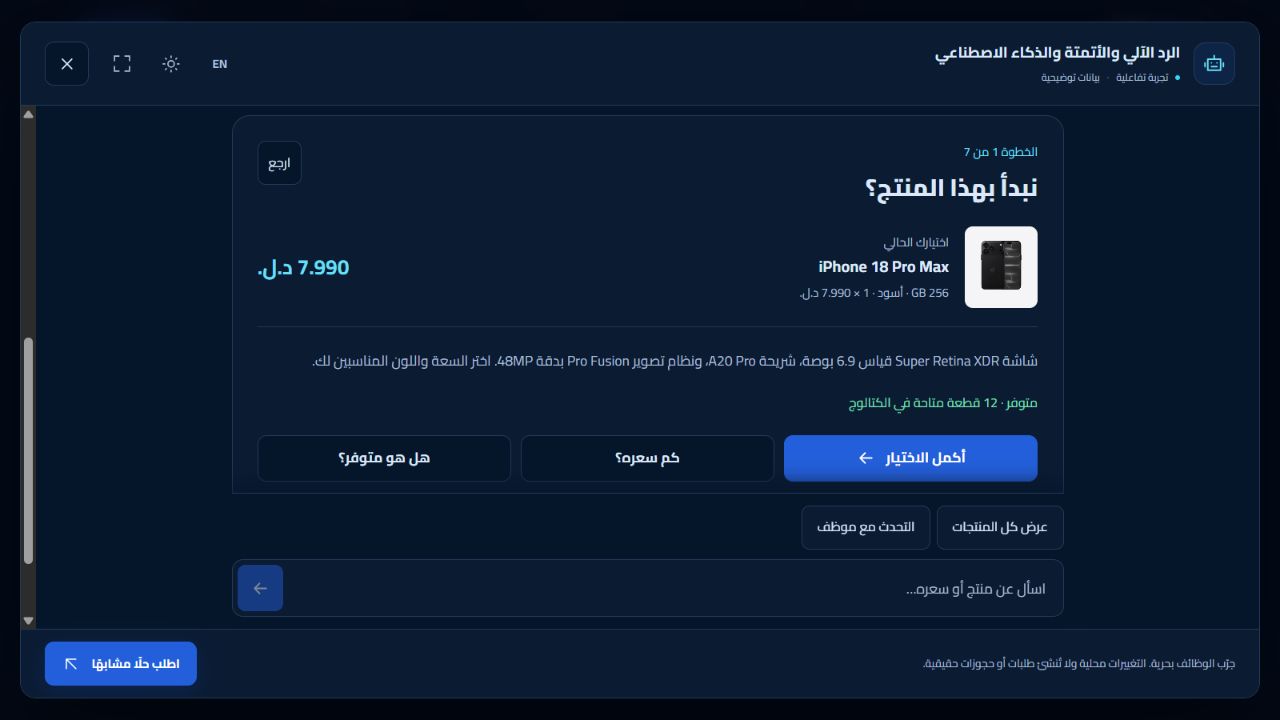 الرد الآلي والأتمتة والذكاء الاصطناعي
تجربة تفاعلية · بيانات توضيحية
EN
الخطوة 1 من 7
ارجع
نبدأ بهذا المنتج؟
اختيارك الحالي
iPhone 18 Pro Max
7.990 د.ل.
256 GB · أسود · 1 × 7.990 د.ل.
شاشة Super Retina XDR قياس 6.9 بوصة، شريحة A20 Pro، ونظام تصوير Pro Fusion بدقة 48MP. اختر السعة واللون المناسبين لك.
متوفر · 12 قطعة متاحة في الكتالوج
أكمل الاختيار ←
كم سعره؟
هل هو متوفر؟
عرض كل المنتجات
التحدث مع موظف
اسأل عن منتج أو سعره...
جرّب الوظائف بحرية. التغييرات محلية ولا تُنشئ طلبات أو حجوزات حقيقية.
اطلب حلًا مشابهًا